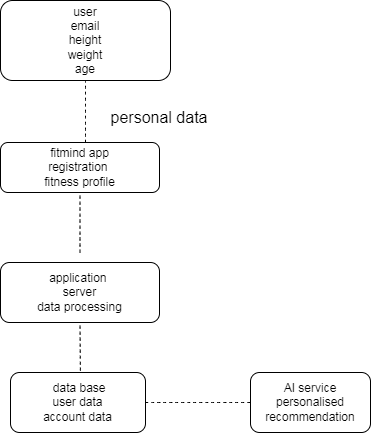 user
email
height
weight
age
personal data
fitmind app
registration
fitness profile
application
server
data processing
data base
user data
account data
AI service
personalised
recommendation